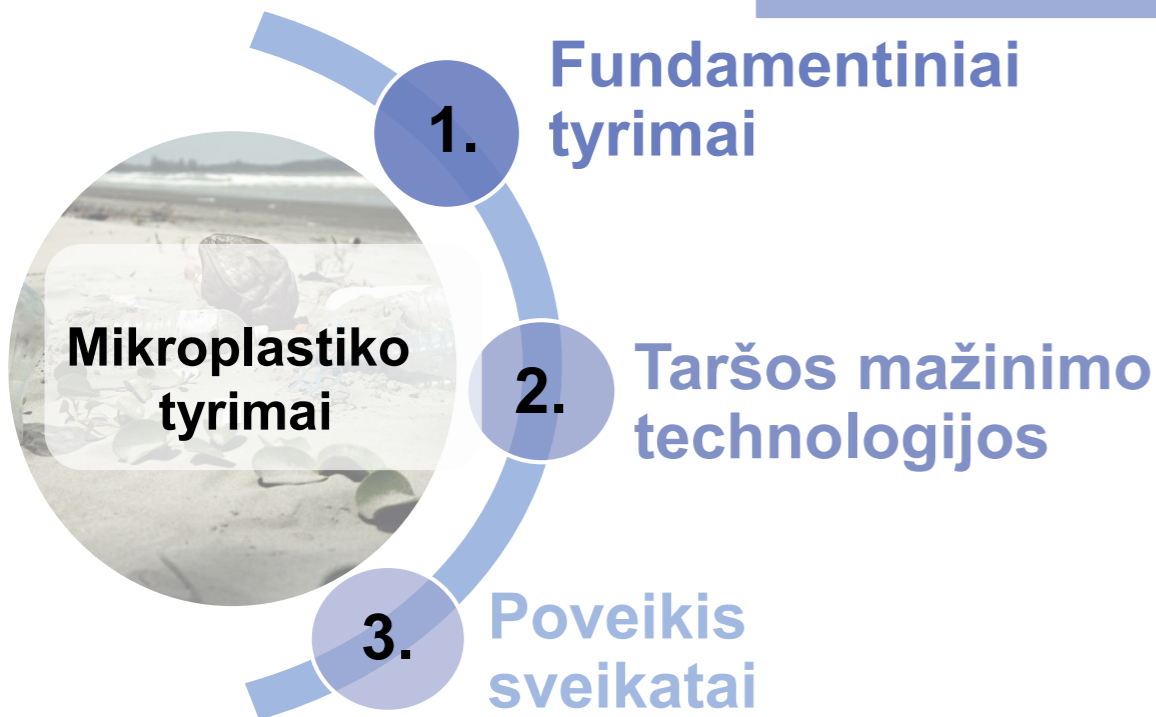 Mikroplastiko
tyrimai
1.
Fundamentiniai
tyrimai
2.
Taršos mažinimo
technologijos
3.
Poveikis
sveikatai